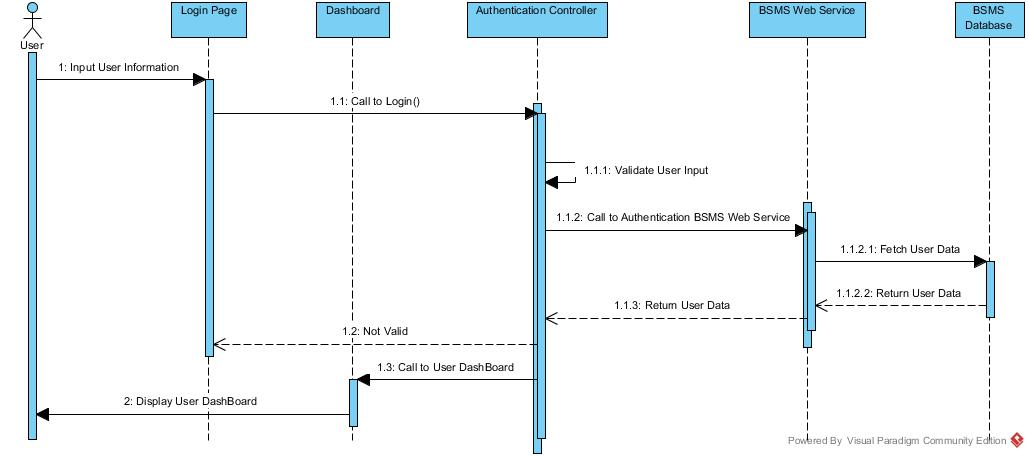 User
Login Page
Dashboard
Authentication Controller
BSMS Web Service
BSMS
Database
1: Input User Information
1.1: Call to Login()
1.1.1: Validate User Input
1.1.2: Call to Authentication BSMS Web Service
1.1.2.1: Fetch User Data
1.1.2.2: Return User Data
1.1.3: Return User Data
1.2: Not Valid
1.3: Call to User DashBoard
2: Display User DashBoard
Powered By Visual Paradigm Community Edition